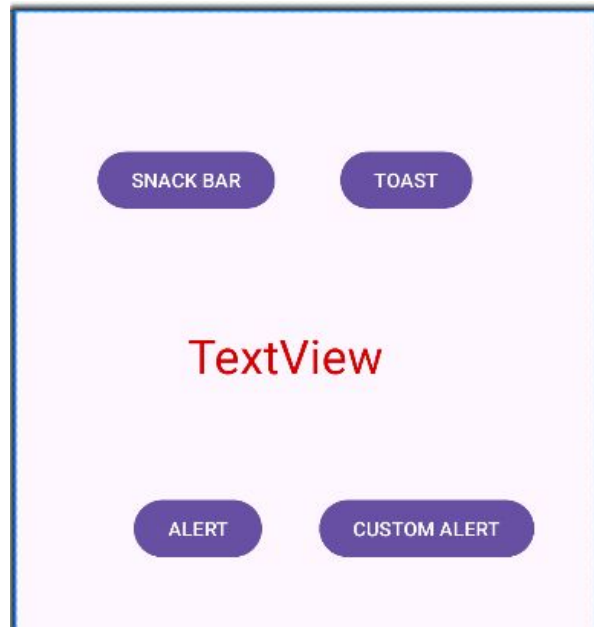 SNACK BAR
TOAST
TextView
ALERT
CUSTOM ALERT